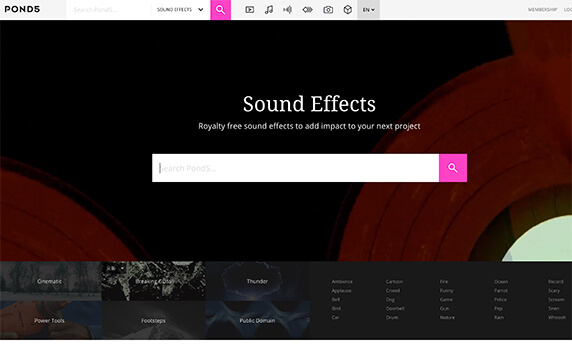 POND5 Search Pond5... SOUND EFFECTS EN MEMBERSHIP LOG
Sound Effects
Royalty free sound effects to add impact to your next project
Search Pond5...
Cinematic Breaking Glass Thunder
Power Tools Footsteps Public Domain
Ambience Cartoon Fire Ocean Record
Applause Crowd Funny Parrot Scary
Bell Dog Game Police Scream
Bird Doorbell Gun Pop Siren
Car Drum Nature Rain Whoosh